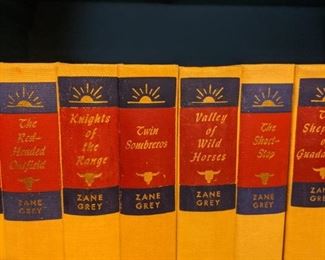 The
Red-
Headed
Outfield
ZANE
GREY
Knights
of the
Range
ZANE
GREY
Twin
Sombreros
ZANE
GREY
Valley
of Wild
Horses
ZANE
GREY
The
Short-
Stop
ZANE
GREY
The
ZANE
GREY